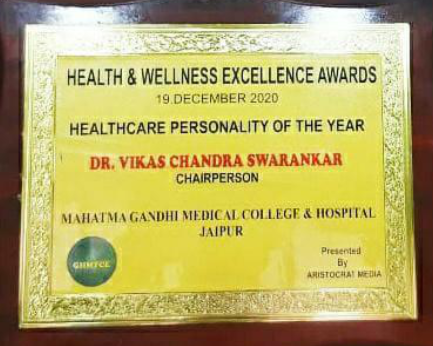 HEALTH & WELLNESS EXCELLENCE AWARDS
19.DECEMBER 2020
HEALTHCARE PERSONALITY OF THE YEAR
DR. VIKAS CHANDRA SWARANKAR
CHAIRPERSON
MAHATMA GANDHI MEDICAL COLLEGE & HOSPITAL
JAIPUR
GHWFCE
Presented
By
ARISTOCRAT MEDIA